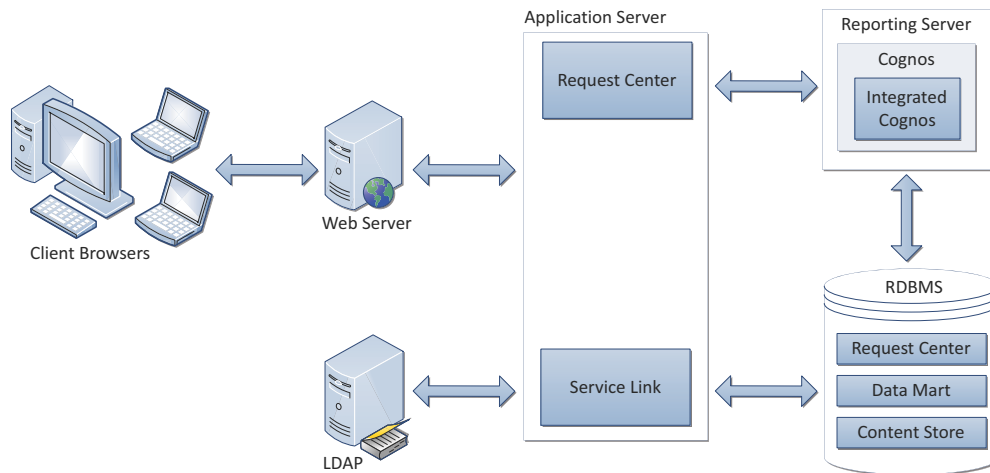 Application Server
Reporting Server
Request Center
Cognos
Integrated
Cognos
Web Server
Client Browsers
RDBMS
Request Center
Service Link
Data Mart
Content Store
LDAP